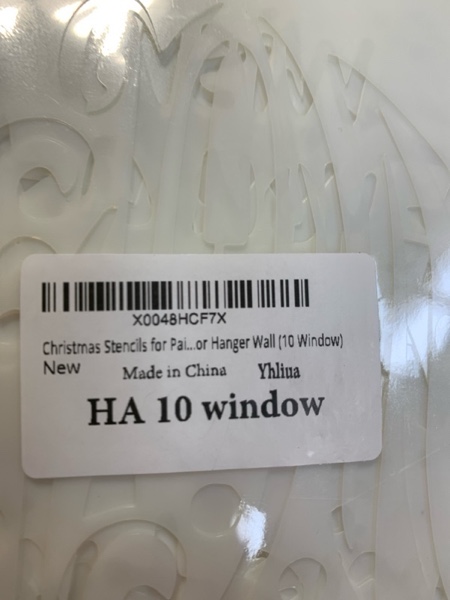 X0048HCF7X
Christmas Stencils for Pai...or Hanger Wall (10 Window)
New Made in China Yhliua
HA 10 window